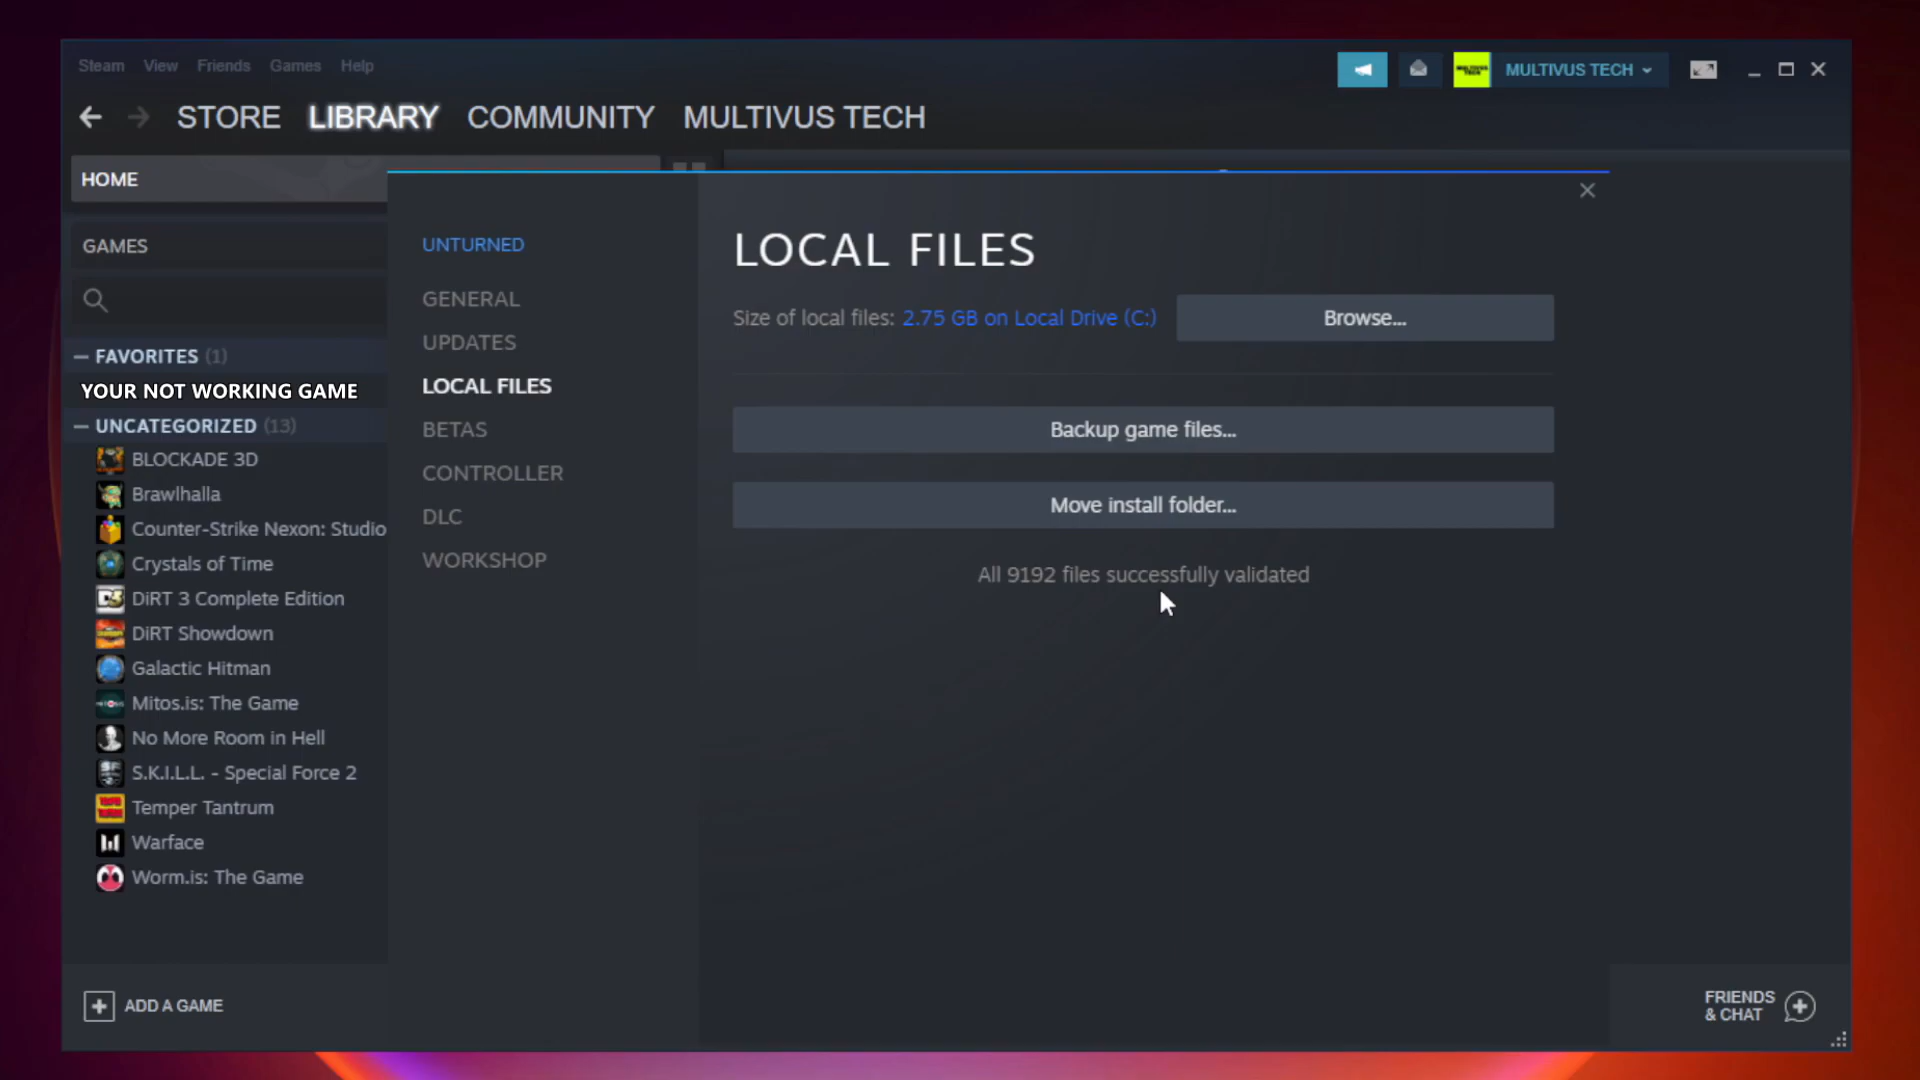 Steam View Friends Games Help
MULTIVUS TECH
STORE LIBRARY COMMUNITY MULTIVUS TECH
HOME
GAMES
FAVORITES (1)
YOUR NOT WORKING GAME
UNCATEGORIZED (13)
BLOCKADE 3D
Brawlhalla
Counter-Strike Nexon: Studio
Crystals of Time
DiRT 3 Complete Edition
DiRT Showdown
Galactic Hitman
Mitos.is: The Game
No More Room in Hell
S.K.I.L.L. - Special Force 2
Temper Tantrum
Warface
Worm.is: The Game
ADD A GAME
UNTURNED
GENERAL
UPDATES
LOCAL FILES
BETAS
CONTROLLER
DLC
WORKSHOP
LOCAL FILES
Size of local files: 2.75 GB on Local Drive (C:)
Browse...
Backup game files...
Move install folder...
All 9192 files successfully validated
FRIENDS
& CHAT